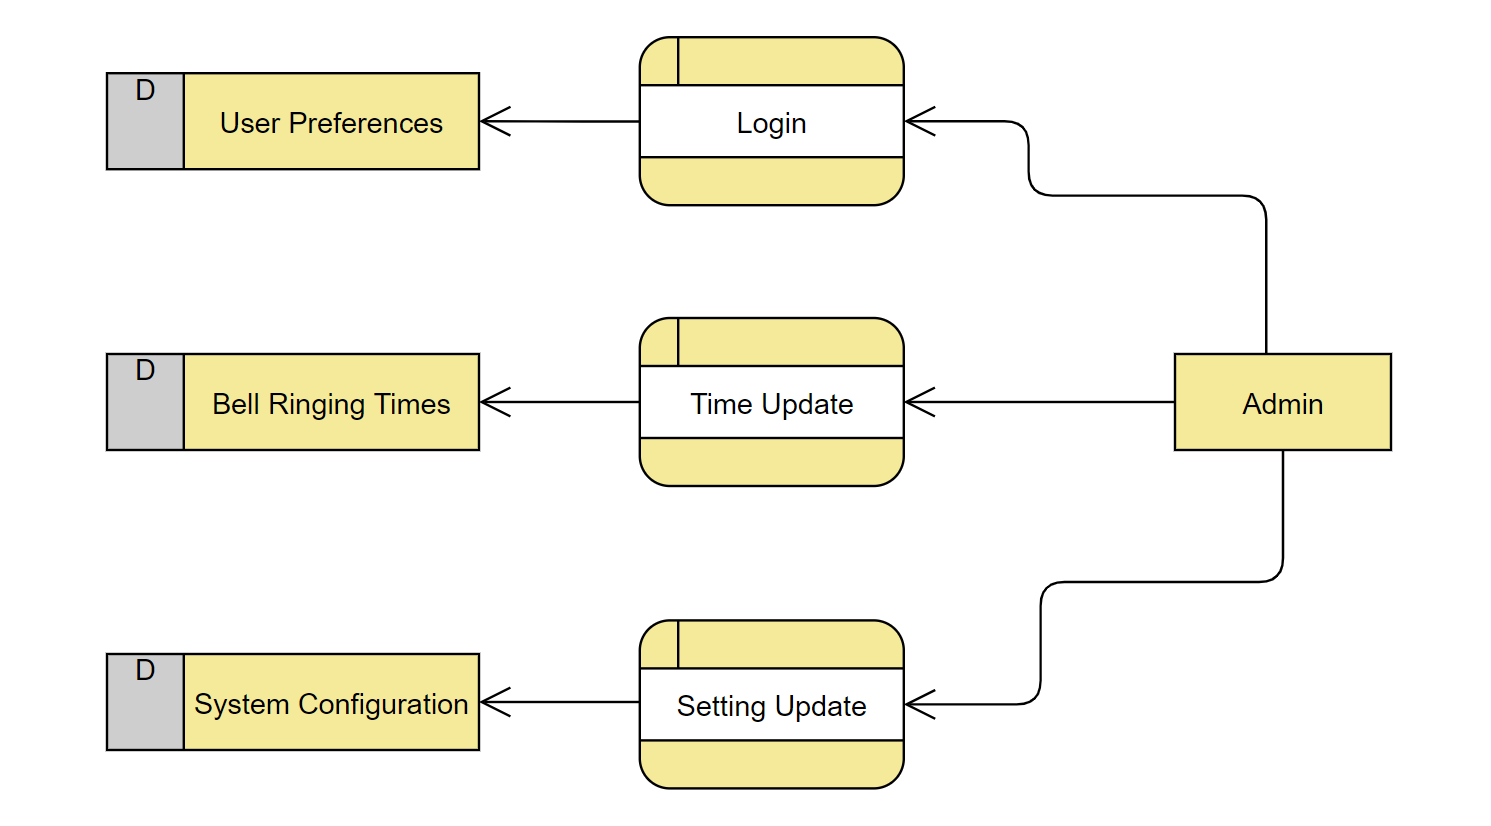 D
User Preferences
Login
D
Bell Ringing Times
Time Update
Admin
D
System Configuration
Setting Update